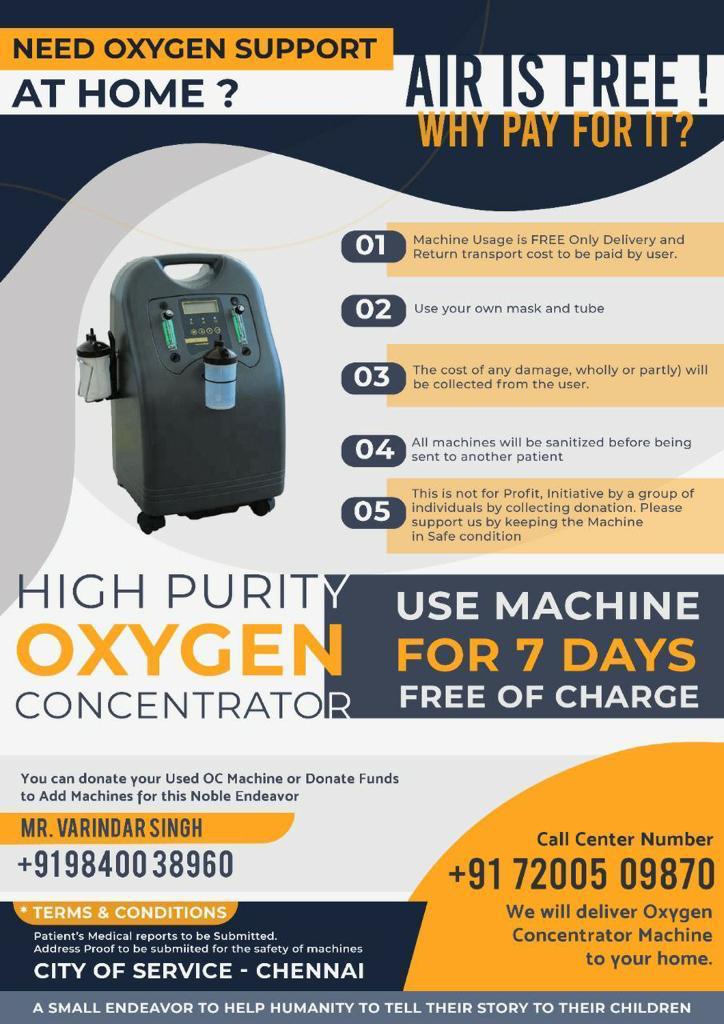 NEED OXYGEN SUPPORT
AT HOME ?
AIR IS FREE !
WHY PAY FOR IT?
01
Machine Usage is FREE Only Delivery and
Return transport cost to be paid by user.
02
Use your own mask and tube
03
The cost of any damage, wholly or partly) will
be collected from the user.
04
All machines will be sanitized before being
sent to another patient
05
This is not for Profit, Initiative by a group of
individuals by collecting donation. Please
support us by keeping the Machine
in Safe condition
HIGH PURITY
OXYGEN
CONCENTRATOR
USE MACHINE
FOR 7 DAYS
FREE OF CHARGE
You can donate your Used OC Machine or Donate Funds
to Add Machines for this Noble Endeavor
MR. VARINDAR SINGH
+9198400 38960
Call Center Number
+91 72005 09870
We will deliver Oxygen
Concentrator Machine
to your home.
* TERMS & CONDITIONS
Patient's Medical reports to be Submitted.
Address Proof to be submiited for the safety of machines
CITY OF SERVICE - CHENNAI
A SMALL ENDEAVOR TO HELP HUMANITY TO TELL THEIR STORY TO THEIR CHILDREN